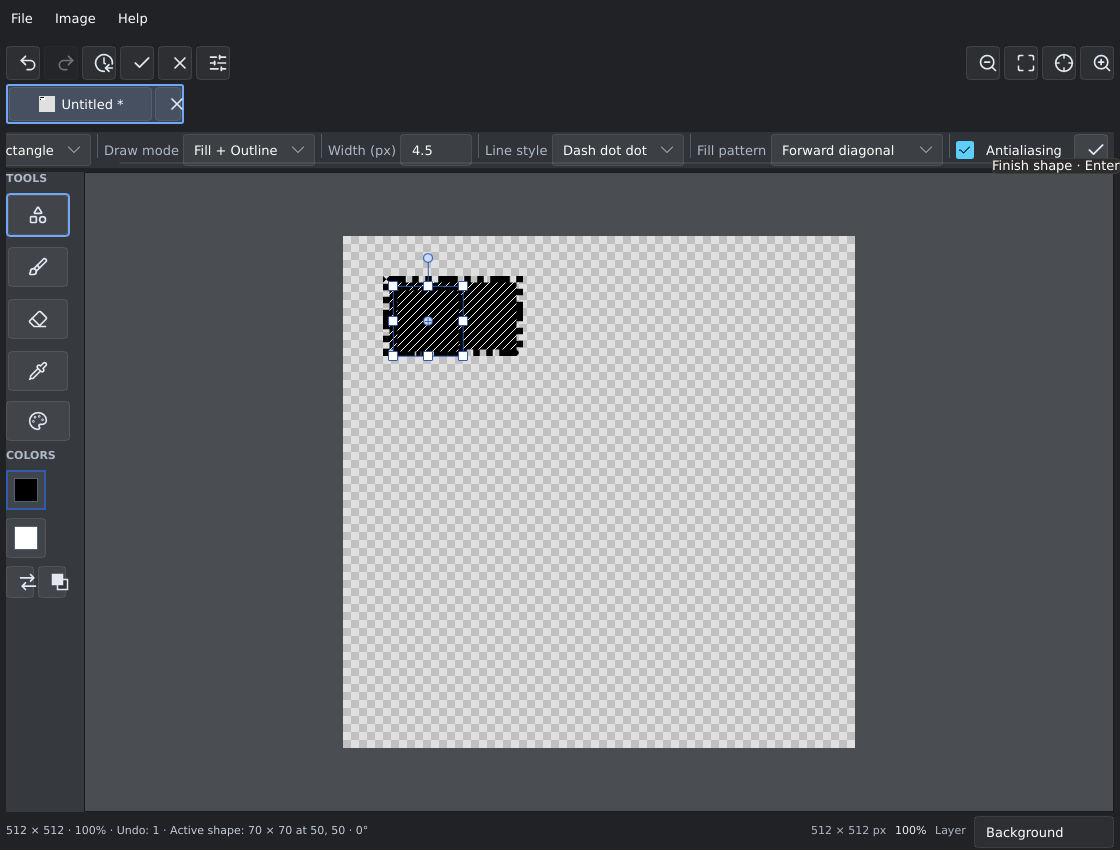 File Image Help
Untitled *
ctangle Draw mode Fill + Outline Width (px) 4.5 Line style Dash dot dot Fill pattern Forward diagonal Antialiasing
Finish shape · Enter
TOOLS
COLORS
512 × 512 · 100% · Undo: 1 · Active shape: 70 × 70 at 50, 50 · 0° 512 × 512 px 100% Layer Background